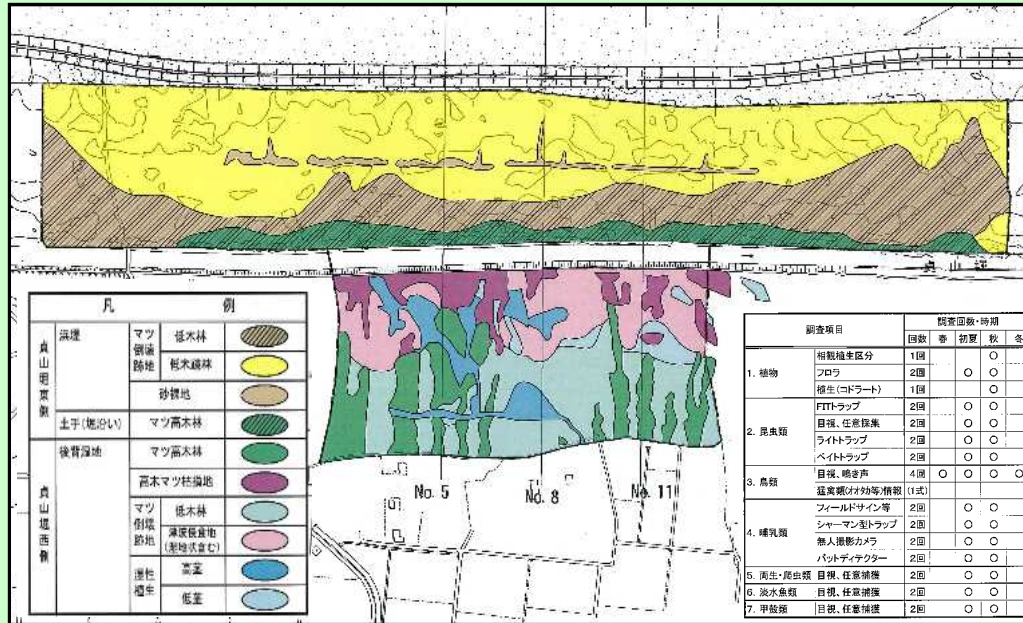 凡 例
貞山堀東側
浜堤
マツ倒壊跡地
低木林
低木疎林
砂裸地
土手(堀沿い)
マツ高木林
貞山堀西側
後背湿地
マツ高木林
高木マツ枯損地
マツ倒壊跡地
低木林
津波侵食地
(湿地状含む)
湿性植生
高茎
低茎
No. 5
No. 8
No. 11
調査項目 調査回数・時期
回数 春 初夏 秋 冬
1. 植物 相観植生区分 1回 ○
フロラ 2回 ○ ○
植生(コドラート) 1回 ○
2. 昆虫類 FITトラップ 2回 ○ ○
目視、任意採集 2回 ○ ○
ライトトラップ 2回 ○ ○
ベイトトラップ 2回 ○ ○
3. 鳥類 目視、鳴き声 4回 ○ ○ ○ ○
猛禽類(オオタカ等)情報 (1式)
4. 哺乳類 フィールドサイン等 2回 ○ ○
シャーマン型トラップ 2回 ○ ○
無人撮影カメラ 2回 ○ ○
バットディテクター 2回 ○ ○
5. 両生・爬虫類 目視、任意捕獲 2回 ○ ○
6. 淡水魚類 目視、任意捕獲 2回 ○ ○
7. 甲殻類 目視、任意捕獲 2回 ○ ○